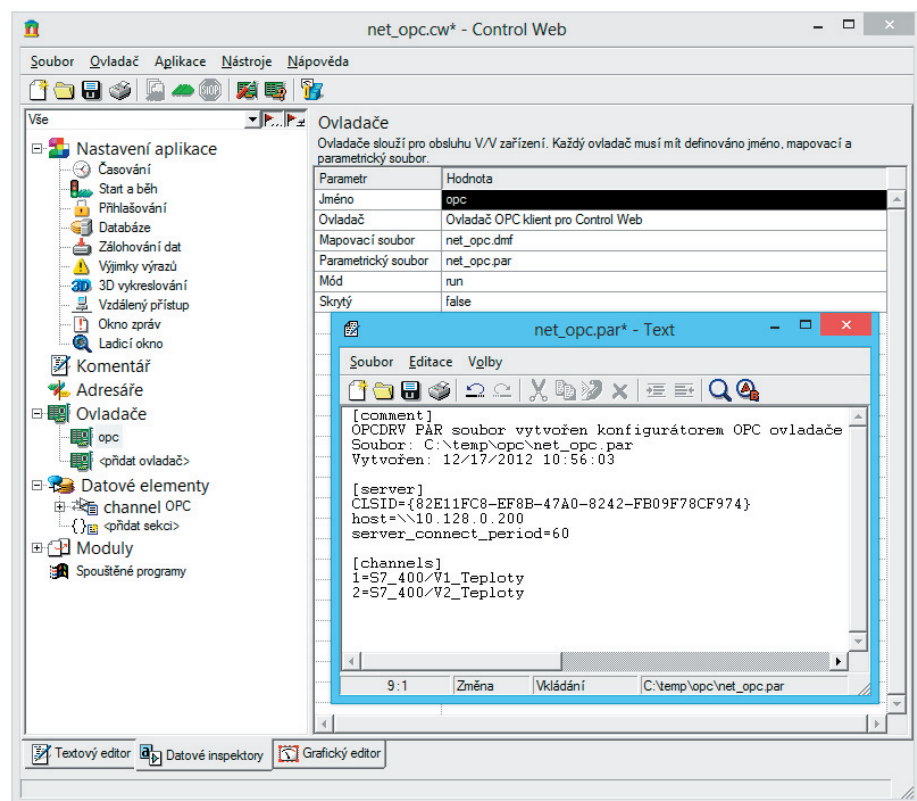 net_opc.cw* - Control Web
Soubor Ovladač Aplikace Nástroje Nápověda
STOP
Vše
Nastavení aplikace
Časování
Start a běh
Přihlašování
Databáze
Zálohování dat
Výjimky výrazů
3D vykreslování
Vzdálený přístup
Okno zpráv
Ladicí okno
Komentář
Adresáře
Ovladače
opc
<přidat ovladač>
Datové elementy
channel OPC
<přidat sekci>
Moduly
Spouštěné programy
Ovladače
Ovladače slouží pro obsluhu V/V zařízení. Každý ovladač musí mít definováno jméno, mapovací a
parametrický soubor.
Parametr Hodnota
Jméno opc
Ovladač Ovladač OPC klient pro Control Web
Mapovací soubor net_opc.dmf
Parametrický soubor net_opc.par
Mód run
Skrytý false
net_opc.par* - Text
Soubor Editace Volby
[comment]
OPCDRV PAR soubor vytvořen konfigurátorem OPC ovladače
Soubor: C:\temp\opc\net_opc.par
Vytvořen: 12/17/2012 10:56:03
[server]
CLSID={82E11FC8-EF8B-47A0-8242-FB09F78CF974}
host=\\10.128.0.200
server_connect_period=60
[channels]
1=S7_400/V1_Teploty
2=S7_400/V2_Teploty
9:1 Změna Vkládání C:\temp\opc\net_opc.par
Textový editor Datové inspektory Grafický editor